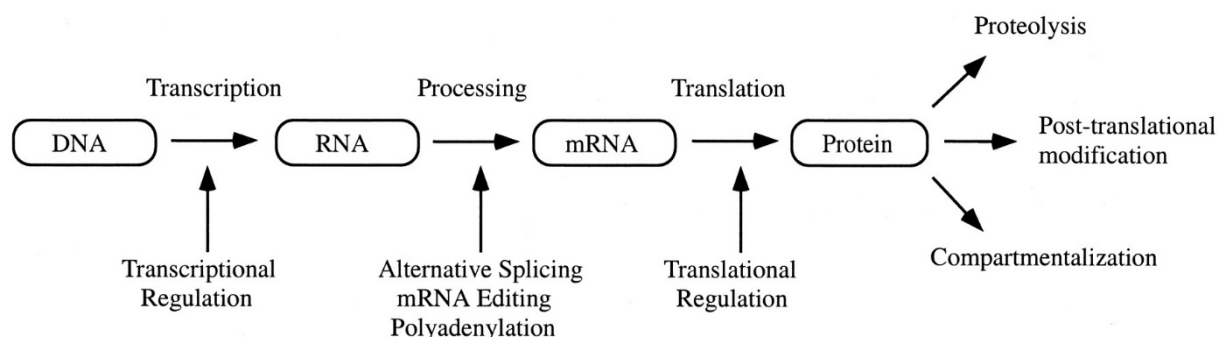 Proteolysis
Transcription
Processing
Translation
DNA
RNA
mRNA
Protein
Post-translational
modification
Compartmentalization
Transcriptional
Regulation
Alternative Splicing
mRNA Editing
Polyadenylation
Translational
Regulation